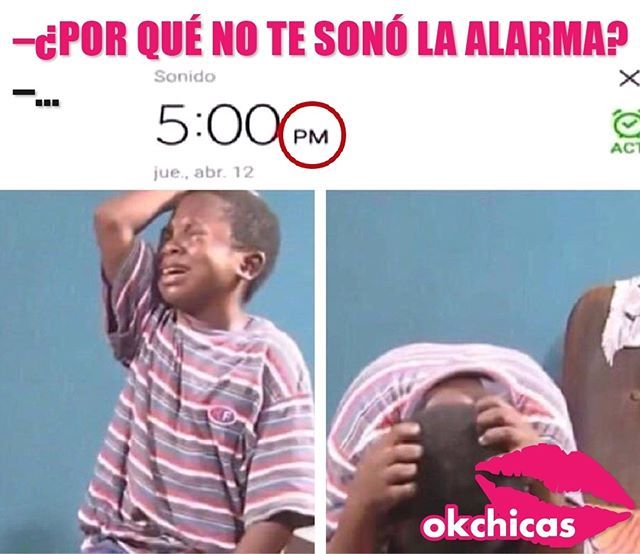 –¿POR QUÉ NO TE SONÓ LA ALARMA?
–...
Sonido
5:00 PM
jue., abr. 12
ACT
okchicas